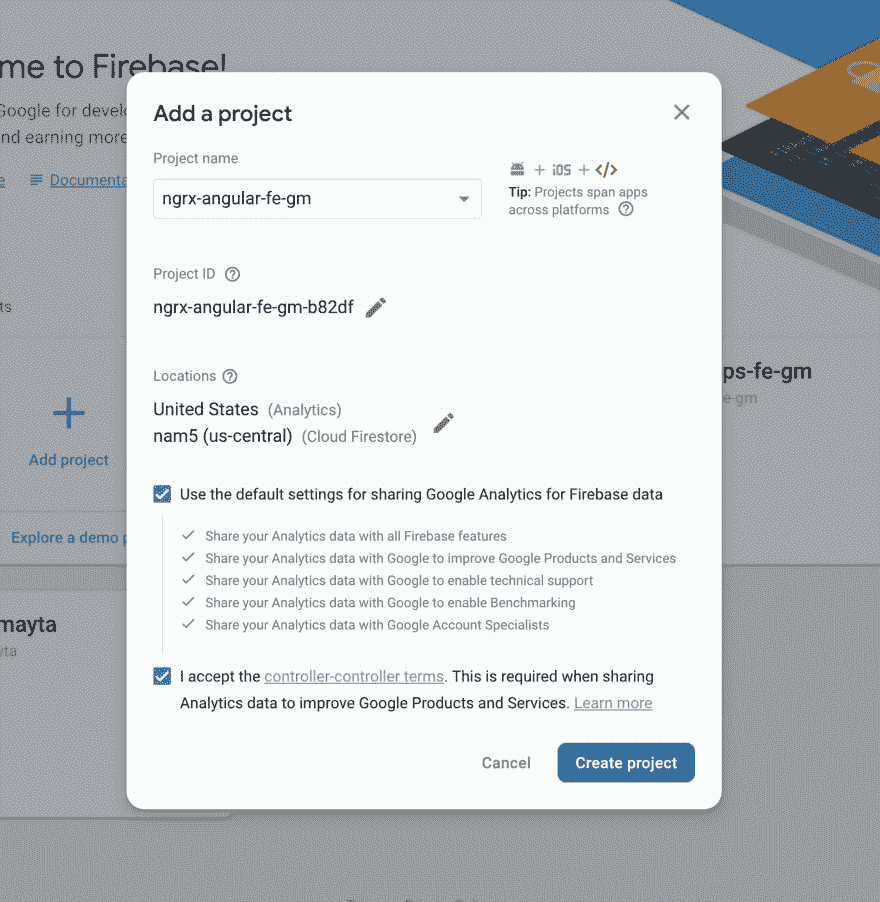 me to Firebase!
Google for develo
nd earning more
e Documenta
ts
Add project
Explore a demo p
mayta
yta
ps-fe-gm
e-gm
Add a project
Project name
ngrx-angular-fe-gm
+ iOS + </>
Tip: Projects span apps
across platforms ?
Project ID ?
ngrx-angular-fe-gm-b82df
Locations ?
United States (Analytics)
nam5 (us-central) (Cloud Firestore)
Use the default settings for sharing Google Analytics for Firebase data
Share your Analytics data with all Firebase features
Share your Analytics data with Google to improve Google Products and Services
Share your Analytics data with Google to enable technical support
Share your Analytics data with Google to enable Benchmarking
Share your Analytics data with Google Account Specialists
I accept the controller-controller terms. This is required when sharing
Analytics data to improve Google Products and Services. Learn more
Cancel
Create project